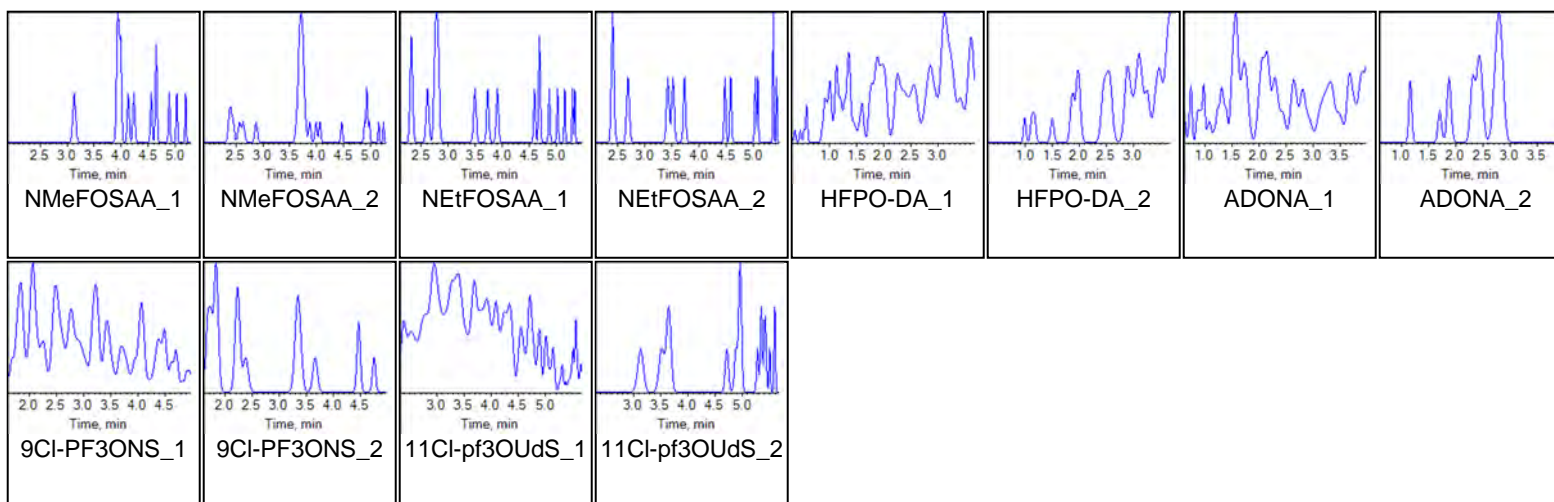 2.5 3.0 3.5 4.0 4.5 5.0
Time, min
NMeFOSAA_1
2.5 3.0 3.5 4.0 4.5 5.0
Time, min
NMeFOSAA_2
2.5 3.0 3.5 4.0 4.5 5.0
Time, min
NEtFOSAA_1
2.5 3.0 3.5 4.0 4.5 5.0
Time, min
NEtFOSAA_2
1.0 1.5 2.0 2.5 3.0
Time, min
HFPO-DA_1
1.0 1.5 2.0 2.5 3.0
Time, min
HFPO-DA_2
1.0 1.5 2.0 2.5 3.0 3.5
Time, min
ADONA_1
1.0 1.5 2.0 2.5 3.0 3.5
Time, min
ADONA_2
2.0 2.5 3.0 3.5 4.0 4.5
Time, min
9Cl-PF3ONS_1
2.0 2.5 3.0 3.5 4.0 4.5
Time, min
9Cl-PF3ONS_2
3.0 3.5 4.0 4.5 5.0
Time, min
11Cl-pf3OUdS_1
3.0 3.5 4.0 4.5 5.0
Time, min
11Cl-pf3OUdS_2